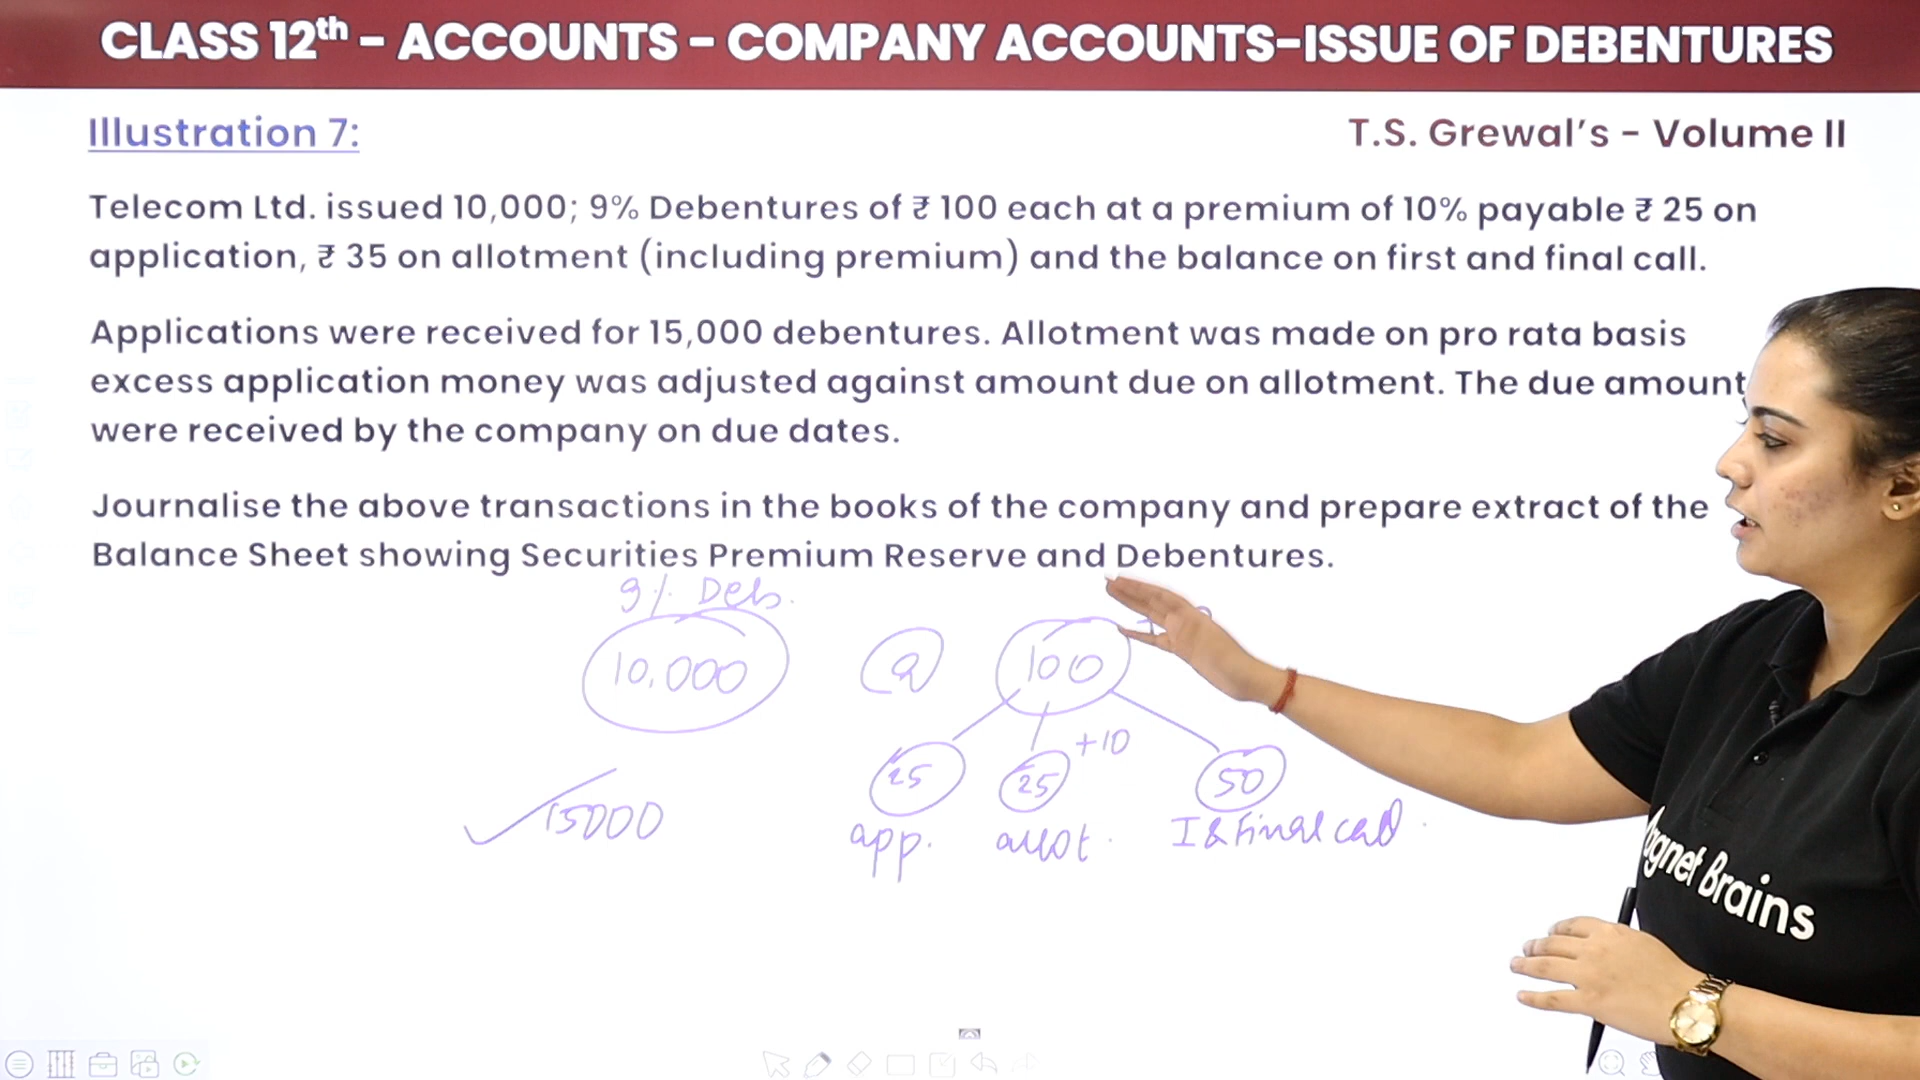 CLASS 12th - ACCOUNTS - COMPANY ACCOUNTS-ISSUE OF DEBENTURES
Illustration 7:
T.S. Grewal's - Volume II
Telecom Ltd. issued 10,000; 9% Debentures of ₹ 100 each at a premium of 10% payable ₹ 25 on
application, ₹ 35 on allotment (including premium) and the balance on first and final call.
Applications were received for 15,000 debentures. Allotment was made on pro rata basis
excess application money was adjusted against amount due on allotment. The due amount
were received by the company on due dates.
Journalise the above transactions in the books of the company and prepare extract of the
Balance Sheet showing Securities Premium Reserve and Debentures.
9% Deb.
10,000 @ 100
25 25 +10 50
15000
app. allot. I & Final call
Magnet Brains